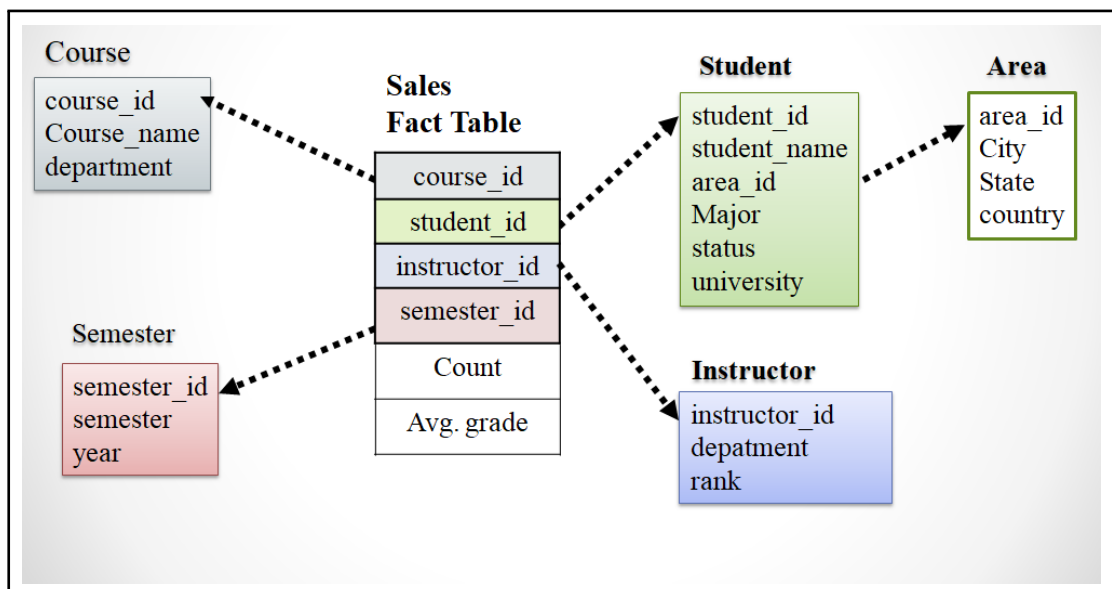 Course
course_id
Course_name
department
Sales
Fact Table
course_id
student_id
instructor_id
semester_id
Count
Avg. grade
Student
student_id
student_name
area_id
Major
status
university
Area
area_id
City
State
country
Semester
semester_id
semester
year
Instructor
instructor_id
depatment
rank